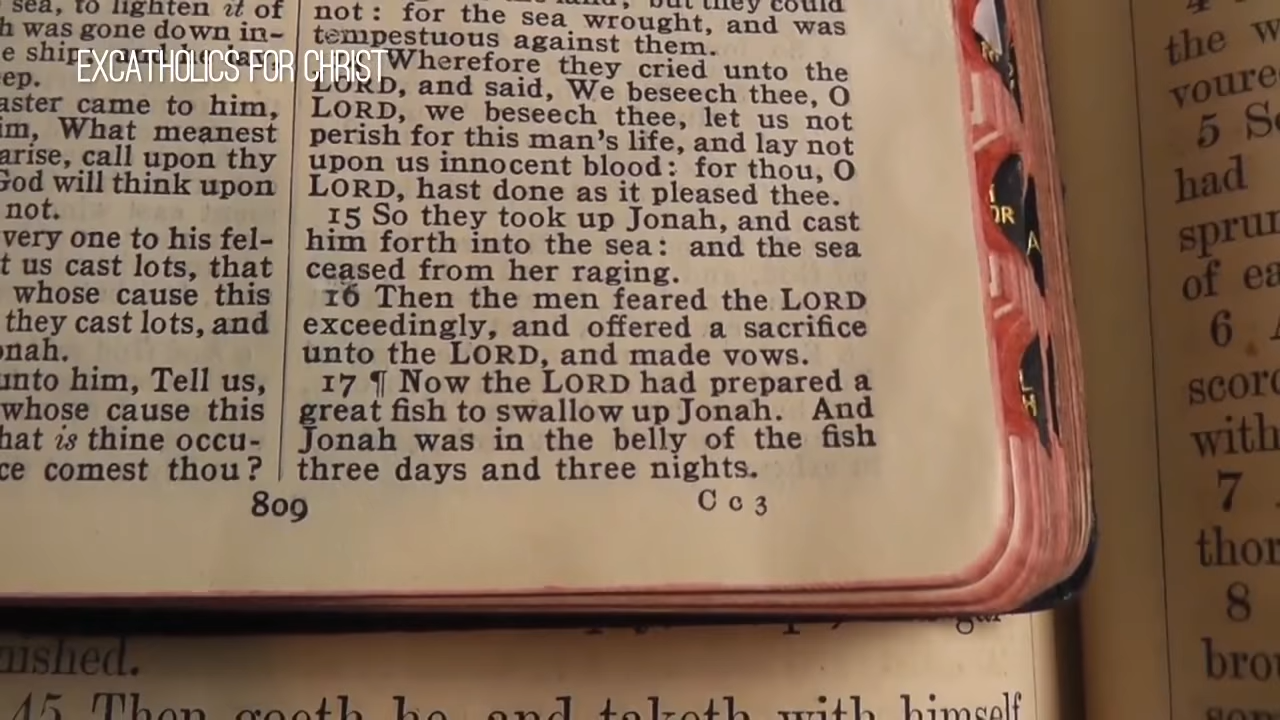 EXCATHOLICS FOR CHRIST
sea, to lighten it of
was gone down in-
aster came to him,
What meanest
arise, call upon thy
God will think upon
not.
very one to his fel-
us cast lots, that
whose cause this
they cast lots, and
unto him, Tell us,
whose cause this
hat is thine occu-
comest thou?
809
but they could
not: for the sea wrought, and was
tempestuous against them.
Wherefore they cried unto the
LORD, and said, We beseech thee, O
LORD, we beseech thee, let us not
perish for this man's life, and lay not
upon us innocent blood: for thou, O
LORD, hast done as it pleased thee.
15 So they took up Jonah, and cast
him forth into the sea: and the sea
ceased from her raging.
16 Then the men feared the LORD
exceedingly, and offered a sacrifice
unto the LORD, and made vows.
17 ¶ Now the LORD had prepared a
great fish to swallow up Jonah. And
Jonah was in the belly of the fish
three days and three nights.
C c 3
nished.
45 Then goeth he, and taketh with himself
4
the w
voure
5 So
had
sprun
of ea
6
scorc
with
7
thor
8
brou